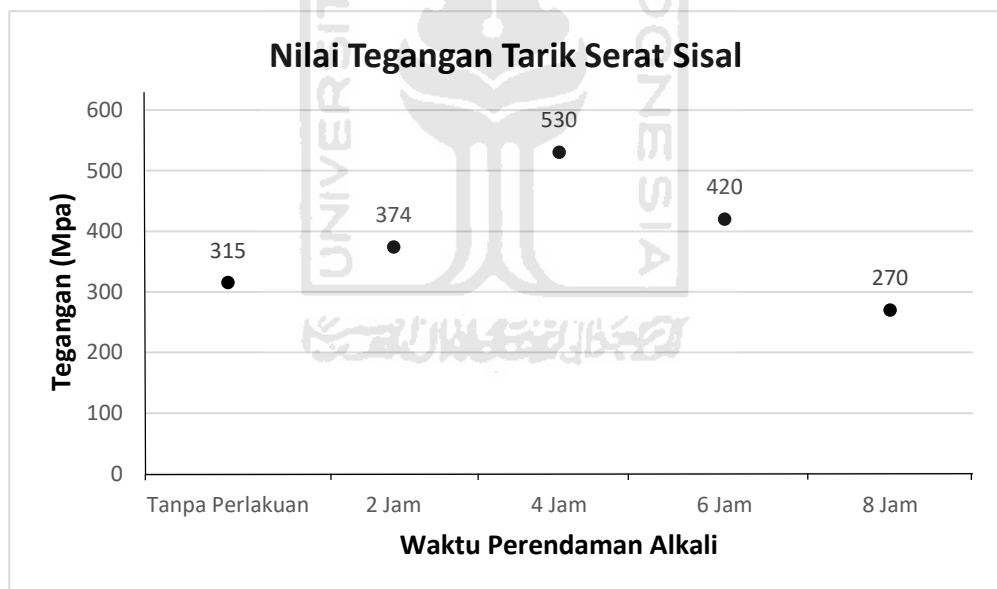 Nilai Tegangan Tarik Serat Sisal
Tegangan (Mpa)
600
500
400
300
200
100
0
315
374
530
420
270
Tanpa Perlakuan
2 Jam
4 Jam
6 Jam
8 Jam
Waktu Perendaman Alkali